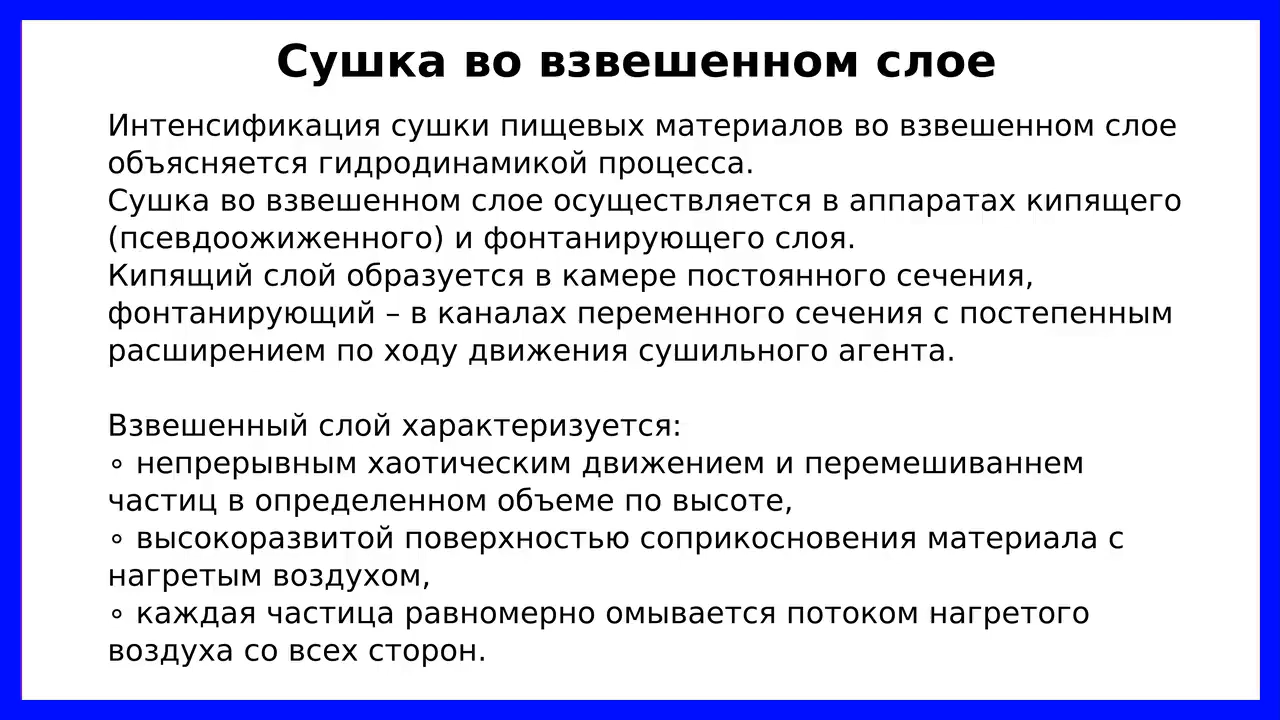 Сушка во взвешенном слое
Интенсификация сушки пищевых материалов во взвешенном слое
объясняется гидродинамикой процесса.
Сушка во взвешенном слое осуществляется в аппаратах кипящего
(псевдоожиженного) и фонтанирующего слоя.
Кипящий слой образуется в камере постоянного сечения,
фонтанирующий – в каналах переменного сечения с постепенным
расширением по ходу движения сушильного агента.
Взвешенный слой характеризуется:
∘ непрерывным хаотическим движением и перемешиваннем
частиц в определенном объеме по высоте,
∘ высокоразвитой поверхностью соприкосновения материала с
нагретым воздухом,
∘ каждая частица равномерно омывается потоком нагретого
воздуха со всех сторон.